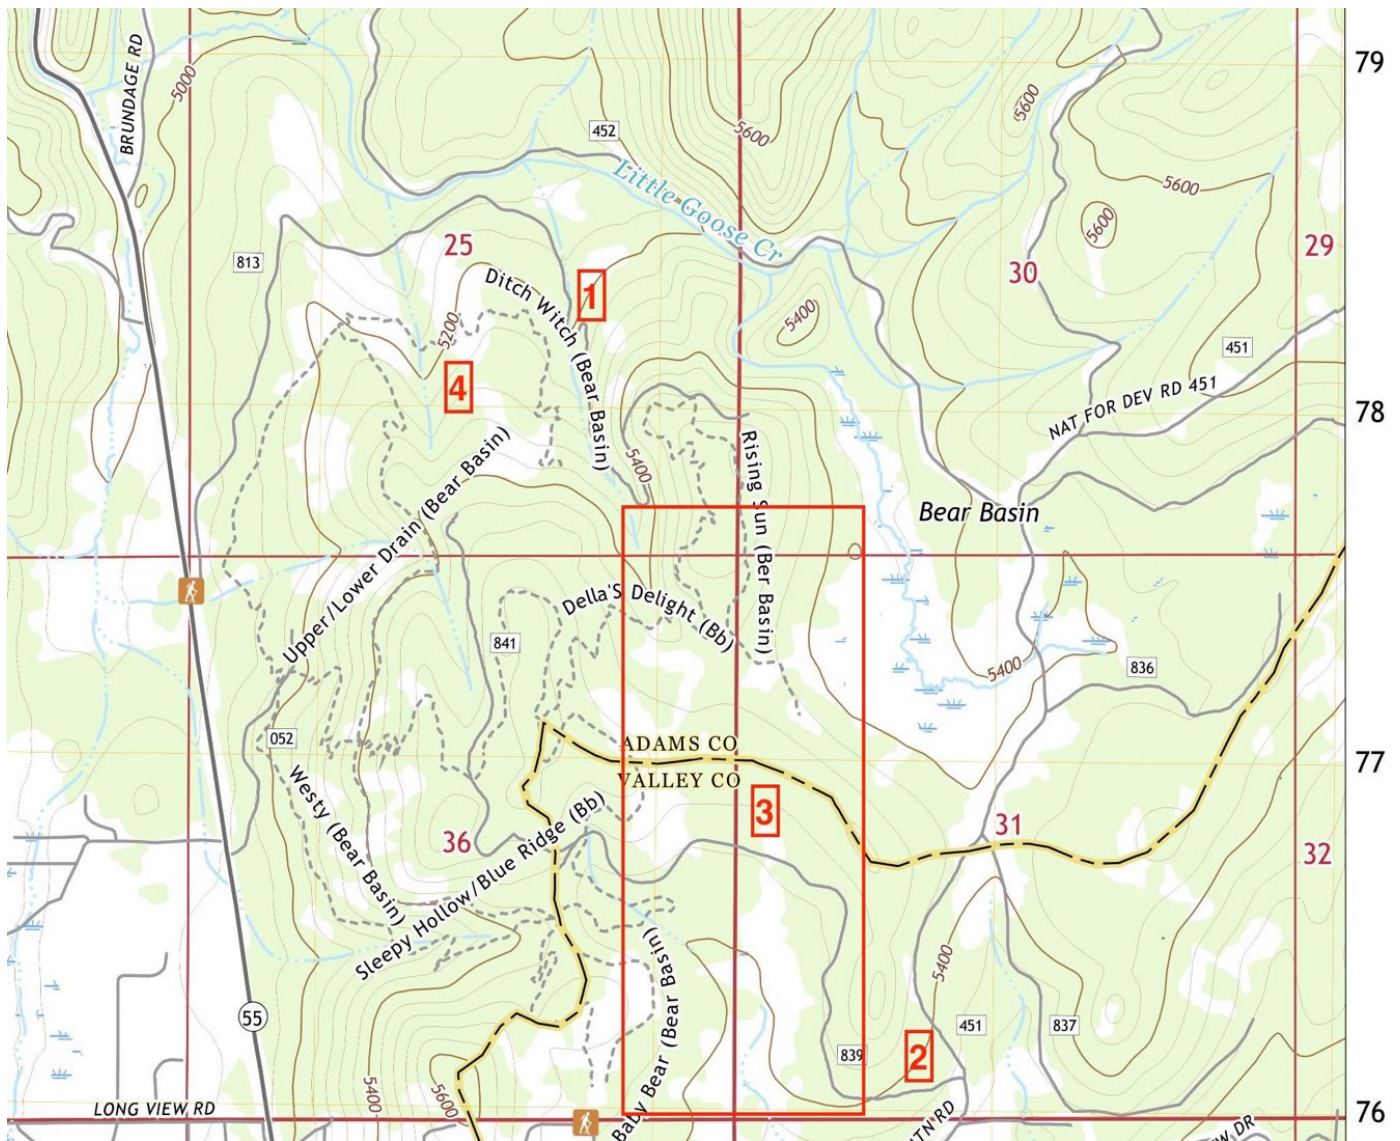 79
BRUNDAGE RD
5000
452
5600
5600
5600
5600
Little Goose Cr
25
30
29
813
Ditch Witch (Bear Basin)
1
5200
5400
451
4
NAT FOR DEV RD 451
78
Rising Sun (Ber Basin)
5400
Upper/Lower Drain (Bear Basin)
Bear Basin
Della'S Delight (Bb)
841
5400
836
052
ADAMS CO
VALLEY CO
77
Westy (Bear Basin)
Sleepy Hollow/Blue Ridge (Bb)
3
36
31
32
5400
55
Baby Bear (Bear Basin)
451
837
839
2
5400
5600
LONG VIEW RD
76
TN RD
W DR